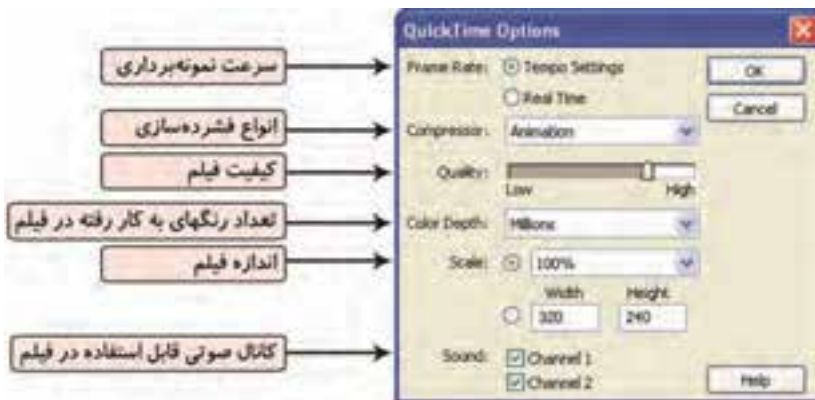 QuickTime Options
سرعت نمونه‌برداری
Frame Rate: Tempo Settings
OK
Real Time
Cancel
انواع فشرده‌سازی
Compressor: Animation
کیفیت فیلم
Quality:
Low High
تعداد رنگهای به کار رفته در فیلم
Color Depth: Millions
اندازه فیلم
Scale: 100%
Width Height
320 240
کانال صوتی قابل استفاده در فیلم
Sound: Channel 1
Channel 2
Help